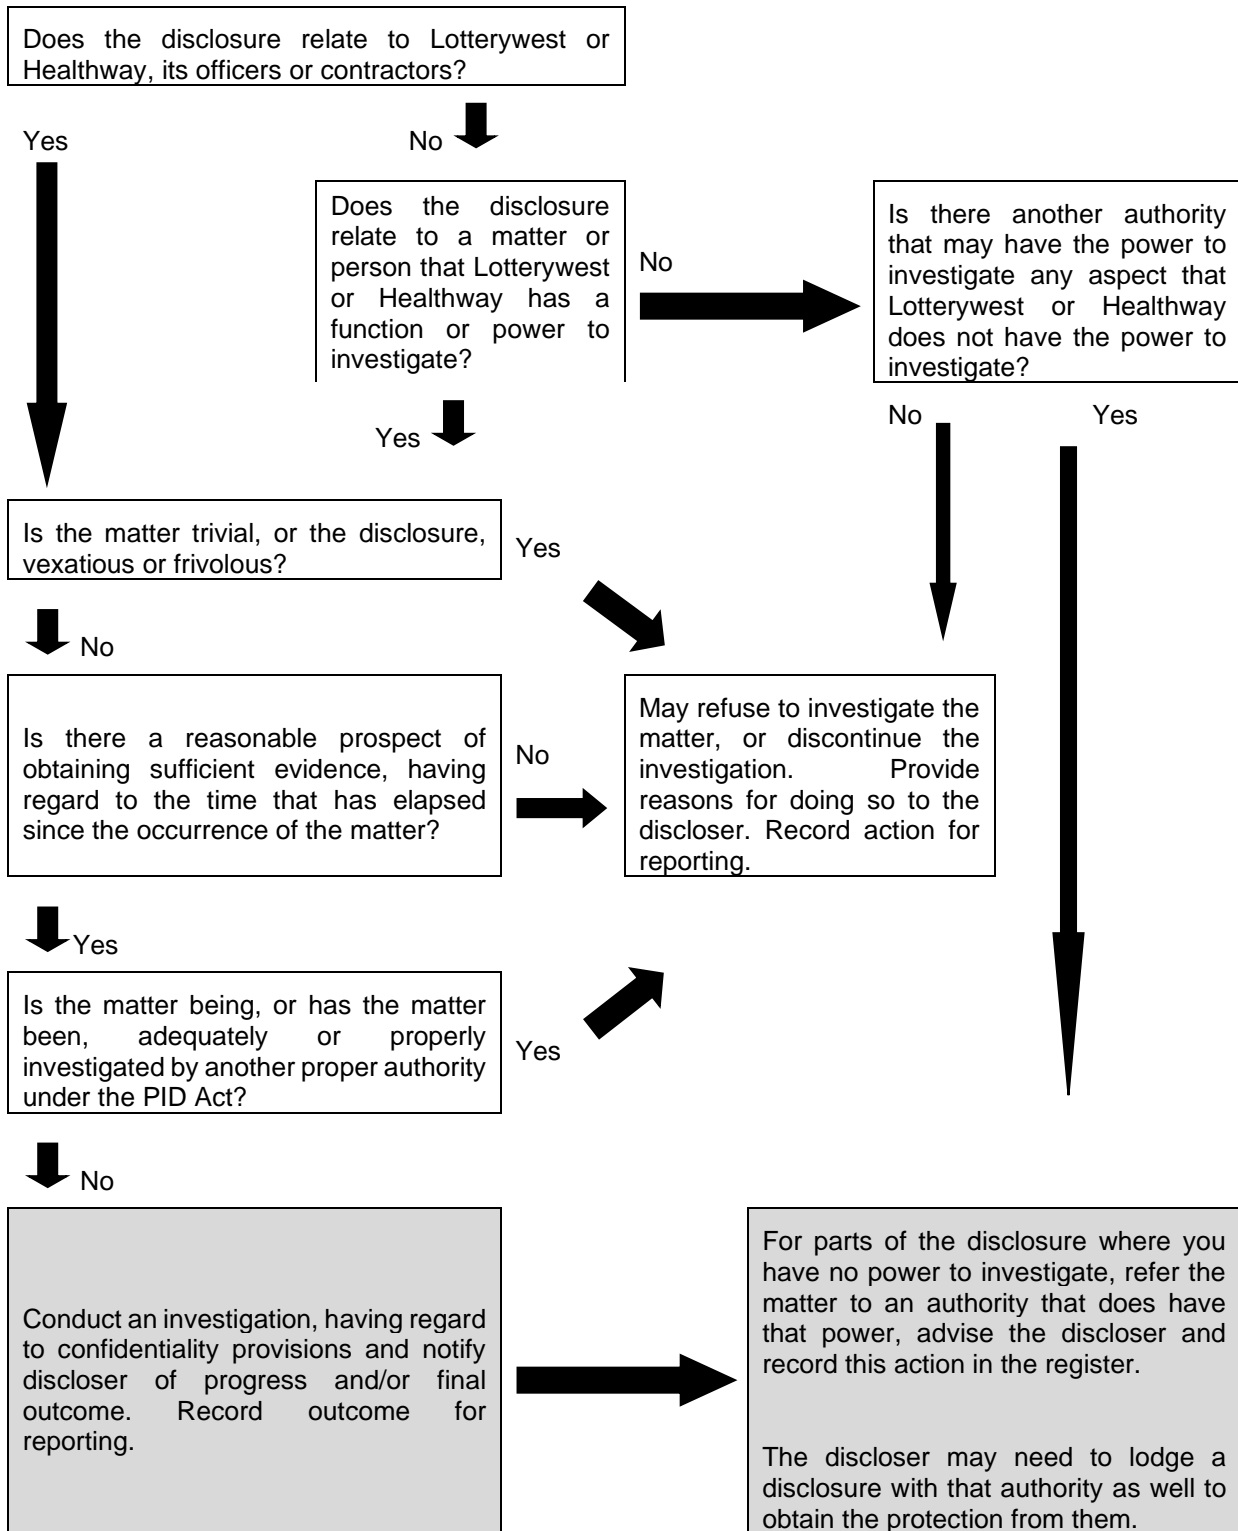 Does the disclosure relate to Lotterywest or
Healthway, its officers or contractors?
Yes
No
Does the disclosure
relate to a matter or
person that Lotterywest
or Healthway has a
function or power to
investigate?
No
Is there another authority
that may have the power to
investigate any aspect that
Lotterywest or Healthway
does not have the power to
investigate?
Yes
No
Yes
Is the matter trivial, or the disclosure,
vexatious or frivolous?
Yes
No
Is there a reasonable prospect of
obtaining sufficient evidence, having
regard to the time that has elapsed
since the occurrence of the matter?
No
May refuse to investigate the
matter, or discontinue the
investigation. Provide
reasons for doing so to the
discloser. Record action for
reporting.
Yes
Is the matter being, or has the matter
been, adequately or properly
investigated by another proper authority
under the PID Act?
Yes
No
Conduct an investigation, having regard
to confidentiality provisions and notify
discloser of progress and/or final
outcome. Record outcome for
reporting.
For parts of the disclosure where you
have no power to investigate, refer the
matter to an authority that does have
that power, advise the discloser and
record this action in the register.
The discloser may need to lodge a
disclosure with that authority as well to
obtain the protection from them.